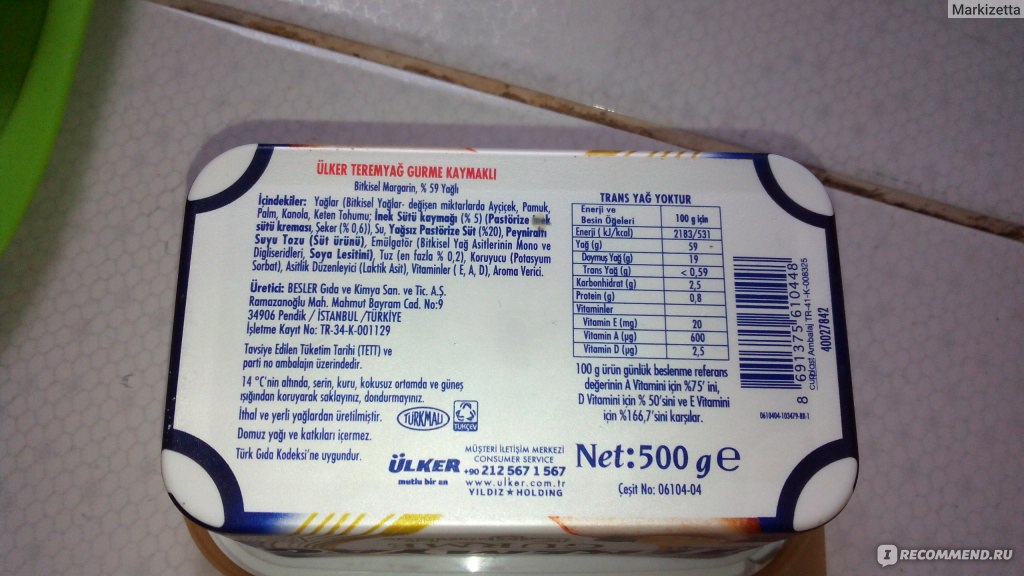 Markizetta
ÜLKER TEREMYAĞ GURME KAYMAKLI
Bitkisel Margarin, % 59 Yağlı
İçindekiler: Yağlar (Bitkisel Yağlar- değişen miktarlarda Ayçiçek, Pamuk,
Palm, Kanola, Keten Tohumu; İnek Sütü kaymağı (% 5) (Pastörize
sütü kreması, Şeker (% 0,6)), Su, Yağsız Pastörize Süt (%20), Peyniraltı
Suyu Tozu (Süt ürünü), Emülgatör (Bitkisel Yağ Asitlerinin Mono ve
Digliseridleri, Soya Lesitini), Tuz (en fazla % 0,2), Koruyucu (Potasyum
Sorbat), Asitlik Düzenleyici (Laktik Asit), Vitaminler ( E, A, D), Aroma Verici.
Üretici: BESLER Gıda ve Kimya San. ve Tic. A.Ş.
Ramazanoğlu Mah. Mahmut Bayram Cad. No:9
34906 Pendik / İSTANBUL /TÜRKİYE
İşletme Kayıt No: TR-34-K-001129
Tavsiye Edilen Tüketim Tarihi (TETT) ve
parti no ambalajın üzerindedir.
14 °C'nin altında, serin, kuru, kokusuz ortamda ve güneş
ışığından koruyarak saklayınız, dondurmayınız.
İthal ve yerli yağlardan üretilmiştir.
Domuz yağı ve katkıları içermez.
Türk Gıda Kodeksi'ne uygundur.
TÜRKMALI
TÜKÇEV
ÜLKER
mutlu bir an
MÜŞTERİ İLETİŞİM MERKEZİ
CONSUMER SERVICE
+90 212 567 1 567
www.ulker.com.tr
YILDIZ ★ HOLDING
TRANS YAĞ YOKTUR
Enerji ve
Besin Öğeleri 100 g için
Enerji ( kJ/kcal) 2183/531
Yağ (g) 59
Doymuş Yağ (g) 19
Trans Yağ (g) < 0,59
Karbonhidrat (g) 2,5
Protein (g) 0,8
Vitaminler
Vitamin E (mg) 20
Vitamin A (µg) 600
Vitamin D (µg) 2,5
100 g ürün günlük beslenme referans
değerinin A Vitamini için %75' ini,
D Vitamini için % 50'sini ve E Vitamini
için %166,7'sini karşılar.
Net:500 g e
Çeşit No: 06104-04
8 691375 610448
Ambalaj TR-41-K-008325
40027842
0610404-103479-BB-1
IRECOMMEND.RU